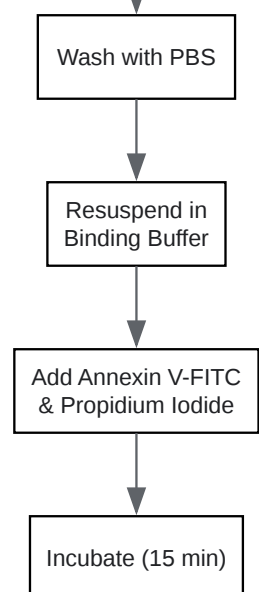 Wash with PBS
Resuspend in
Binding Buffer
Add Annexin V-FITC
& Propidium Iodide
Incubate (15 min)